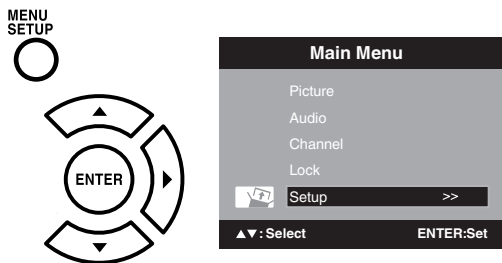 MENU
SETUP
ENTER
Main Menu
Picture
Audio
Channel
Lock
Setup >>
▲▼: Select ENTER:Set